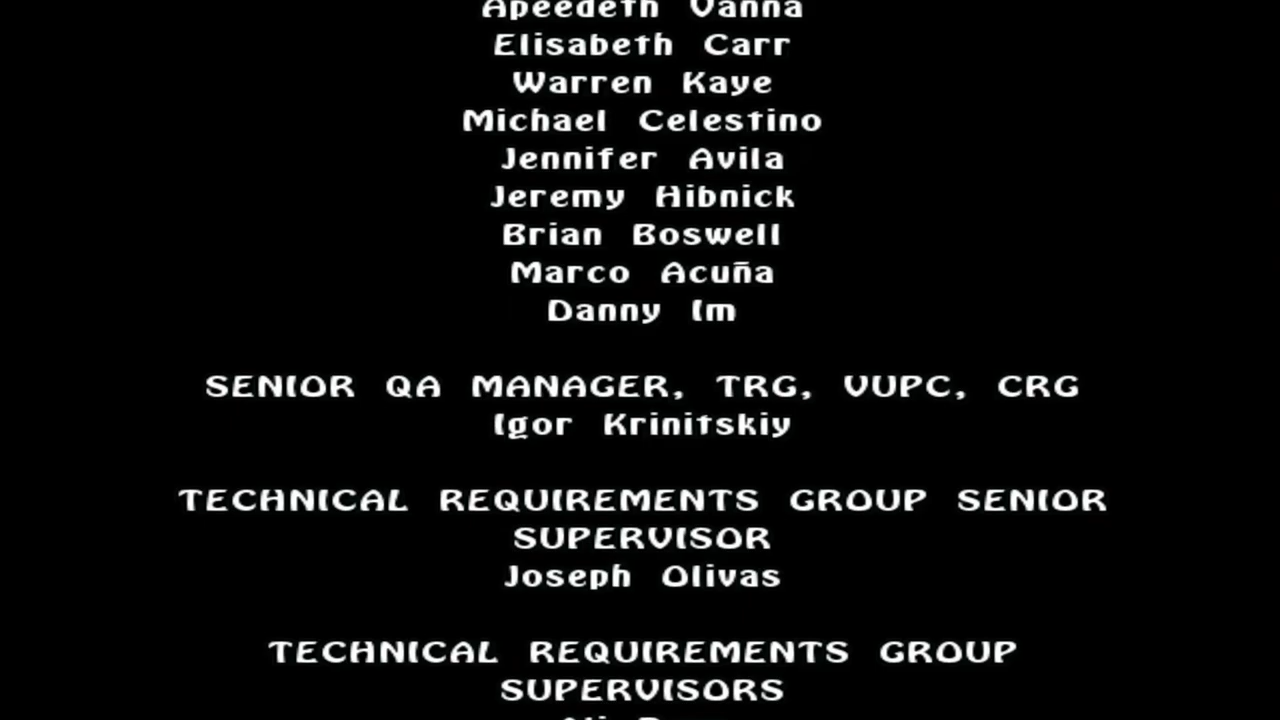 Apeedeth Vanna
Elisabeth Carr
Warren Kaye
Michael Celestino
Jennifer Avila
Jeremy Hibnick
Brian Boswell
Marco Acuña
Danny Im
SENIOR QA MANAGER, TRG, VUPC, CRG
Igor Krinitskiy
TECHNICAL REQUIREMENTS GROUP SENIOR
SUPERVISOR
Joseph Olivas
TECHNICAL REQUIREMENTS GROUP
SUPERVISORS